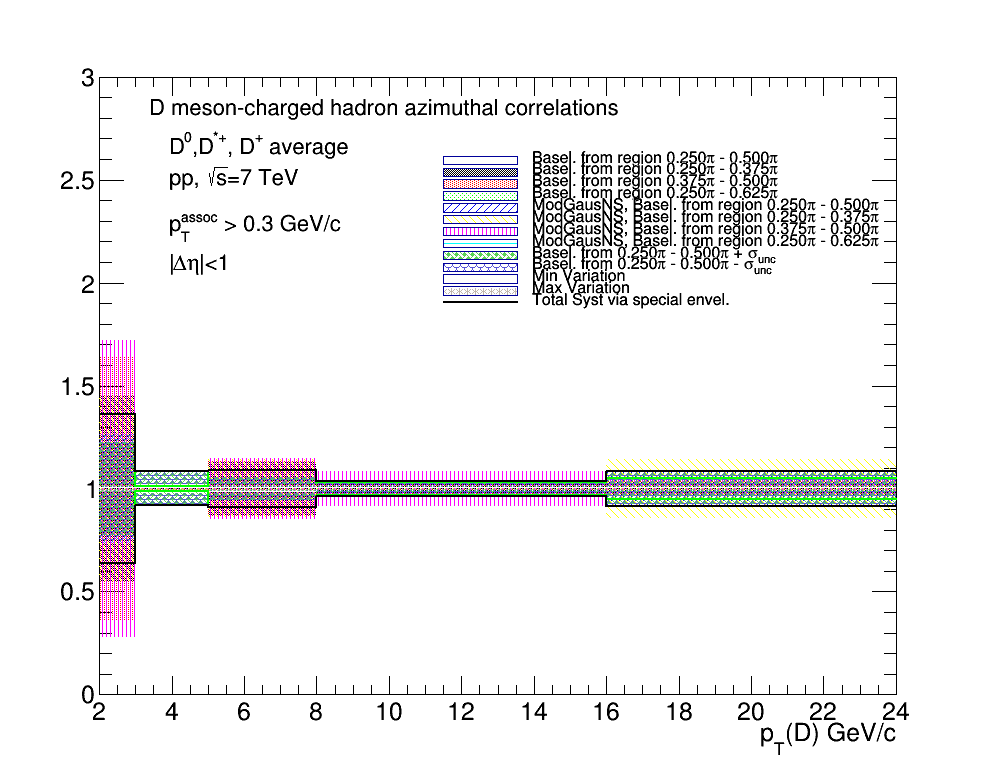 3
D meson-charged hadron azimuthal correlations
D⁰,D*⁺, D⁺ average
pp, √s=7 TeV
p_T^assoc > 0.3 GeV/c
|Δη|<1
Basel. from region 0.250π - 0.500π
Basel. from region 0.250π - 0.375π
Basel. from region 0.375π - 0.500π
Basel. from region 0.250π - 0.625π
ModGausNS, Basel. from region 0.250π - 0.500π
ModGausNS, Basel. from region 0.250π - 0.375π
ModGausNS, Basel. from region 0.375π - 0.500π
ModGausNS, Basel. from region 0.250π - 0.625π
Basel. from 0.250π - 0.500π + σ_unc
Basel. from 0.250π - 0.500π - σ_unc
Min Variation
Max Variation
Total Syst via special envel.
2.5
2
1.5
1
0.5
0
2 4 6 8 10 12 14 16 18 20 22 24
p_T(D) GeV/c